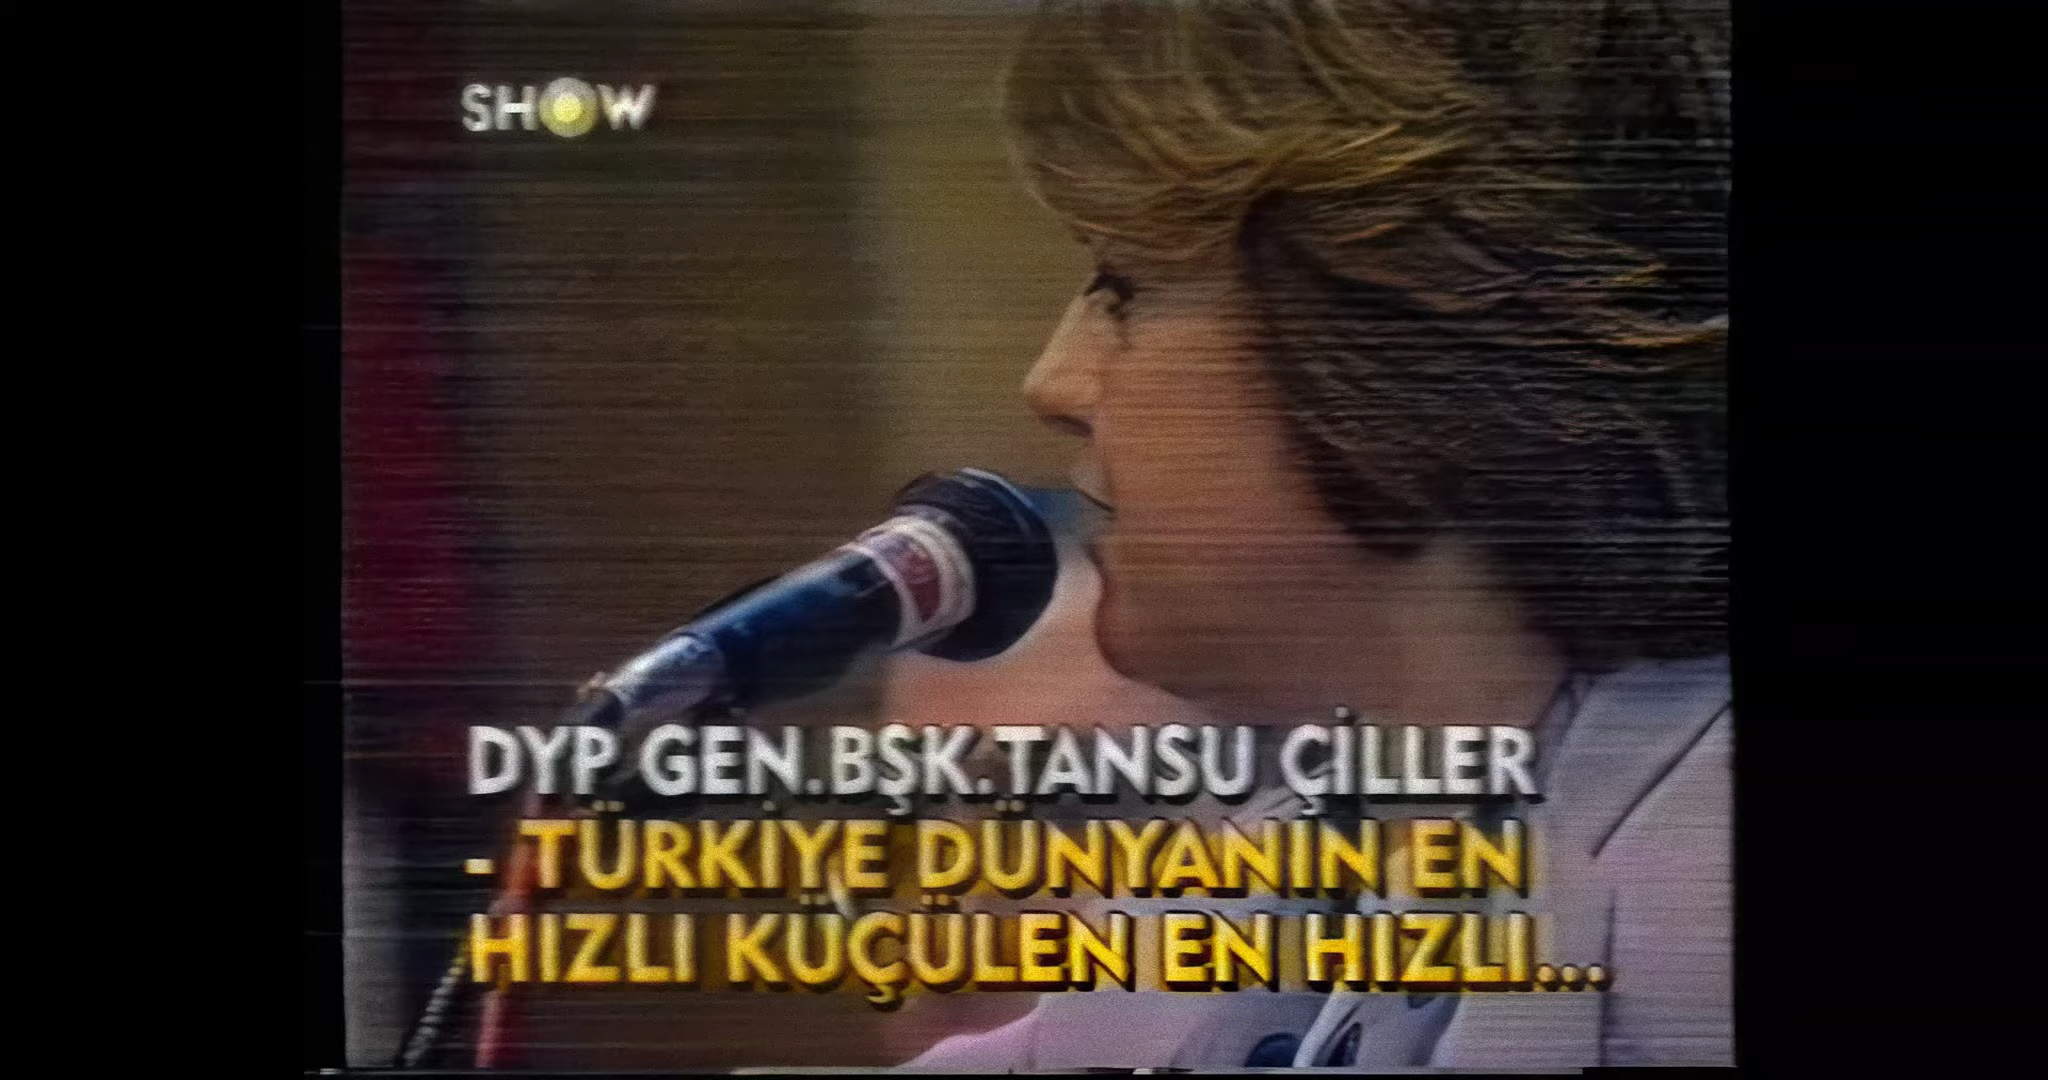 SHOW
DYP GEN.BŞK.TANSU ÇİLLER
- TÜRKİYE DÜNYANIN EN
HIZLI KÜÇÜLEN EN HIZLI...